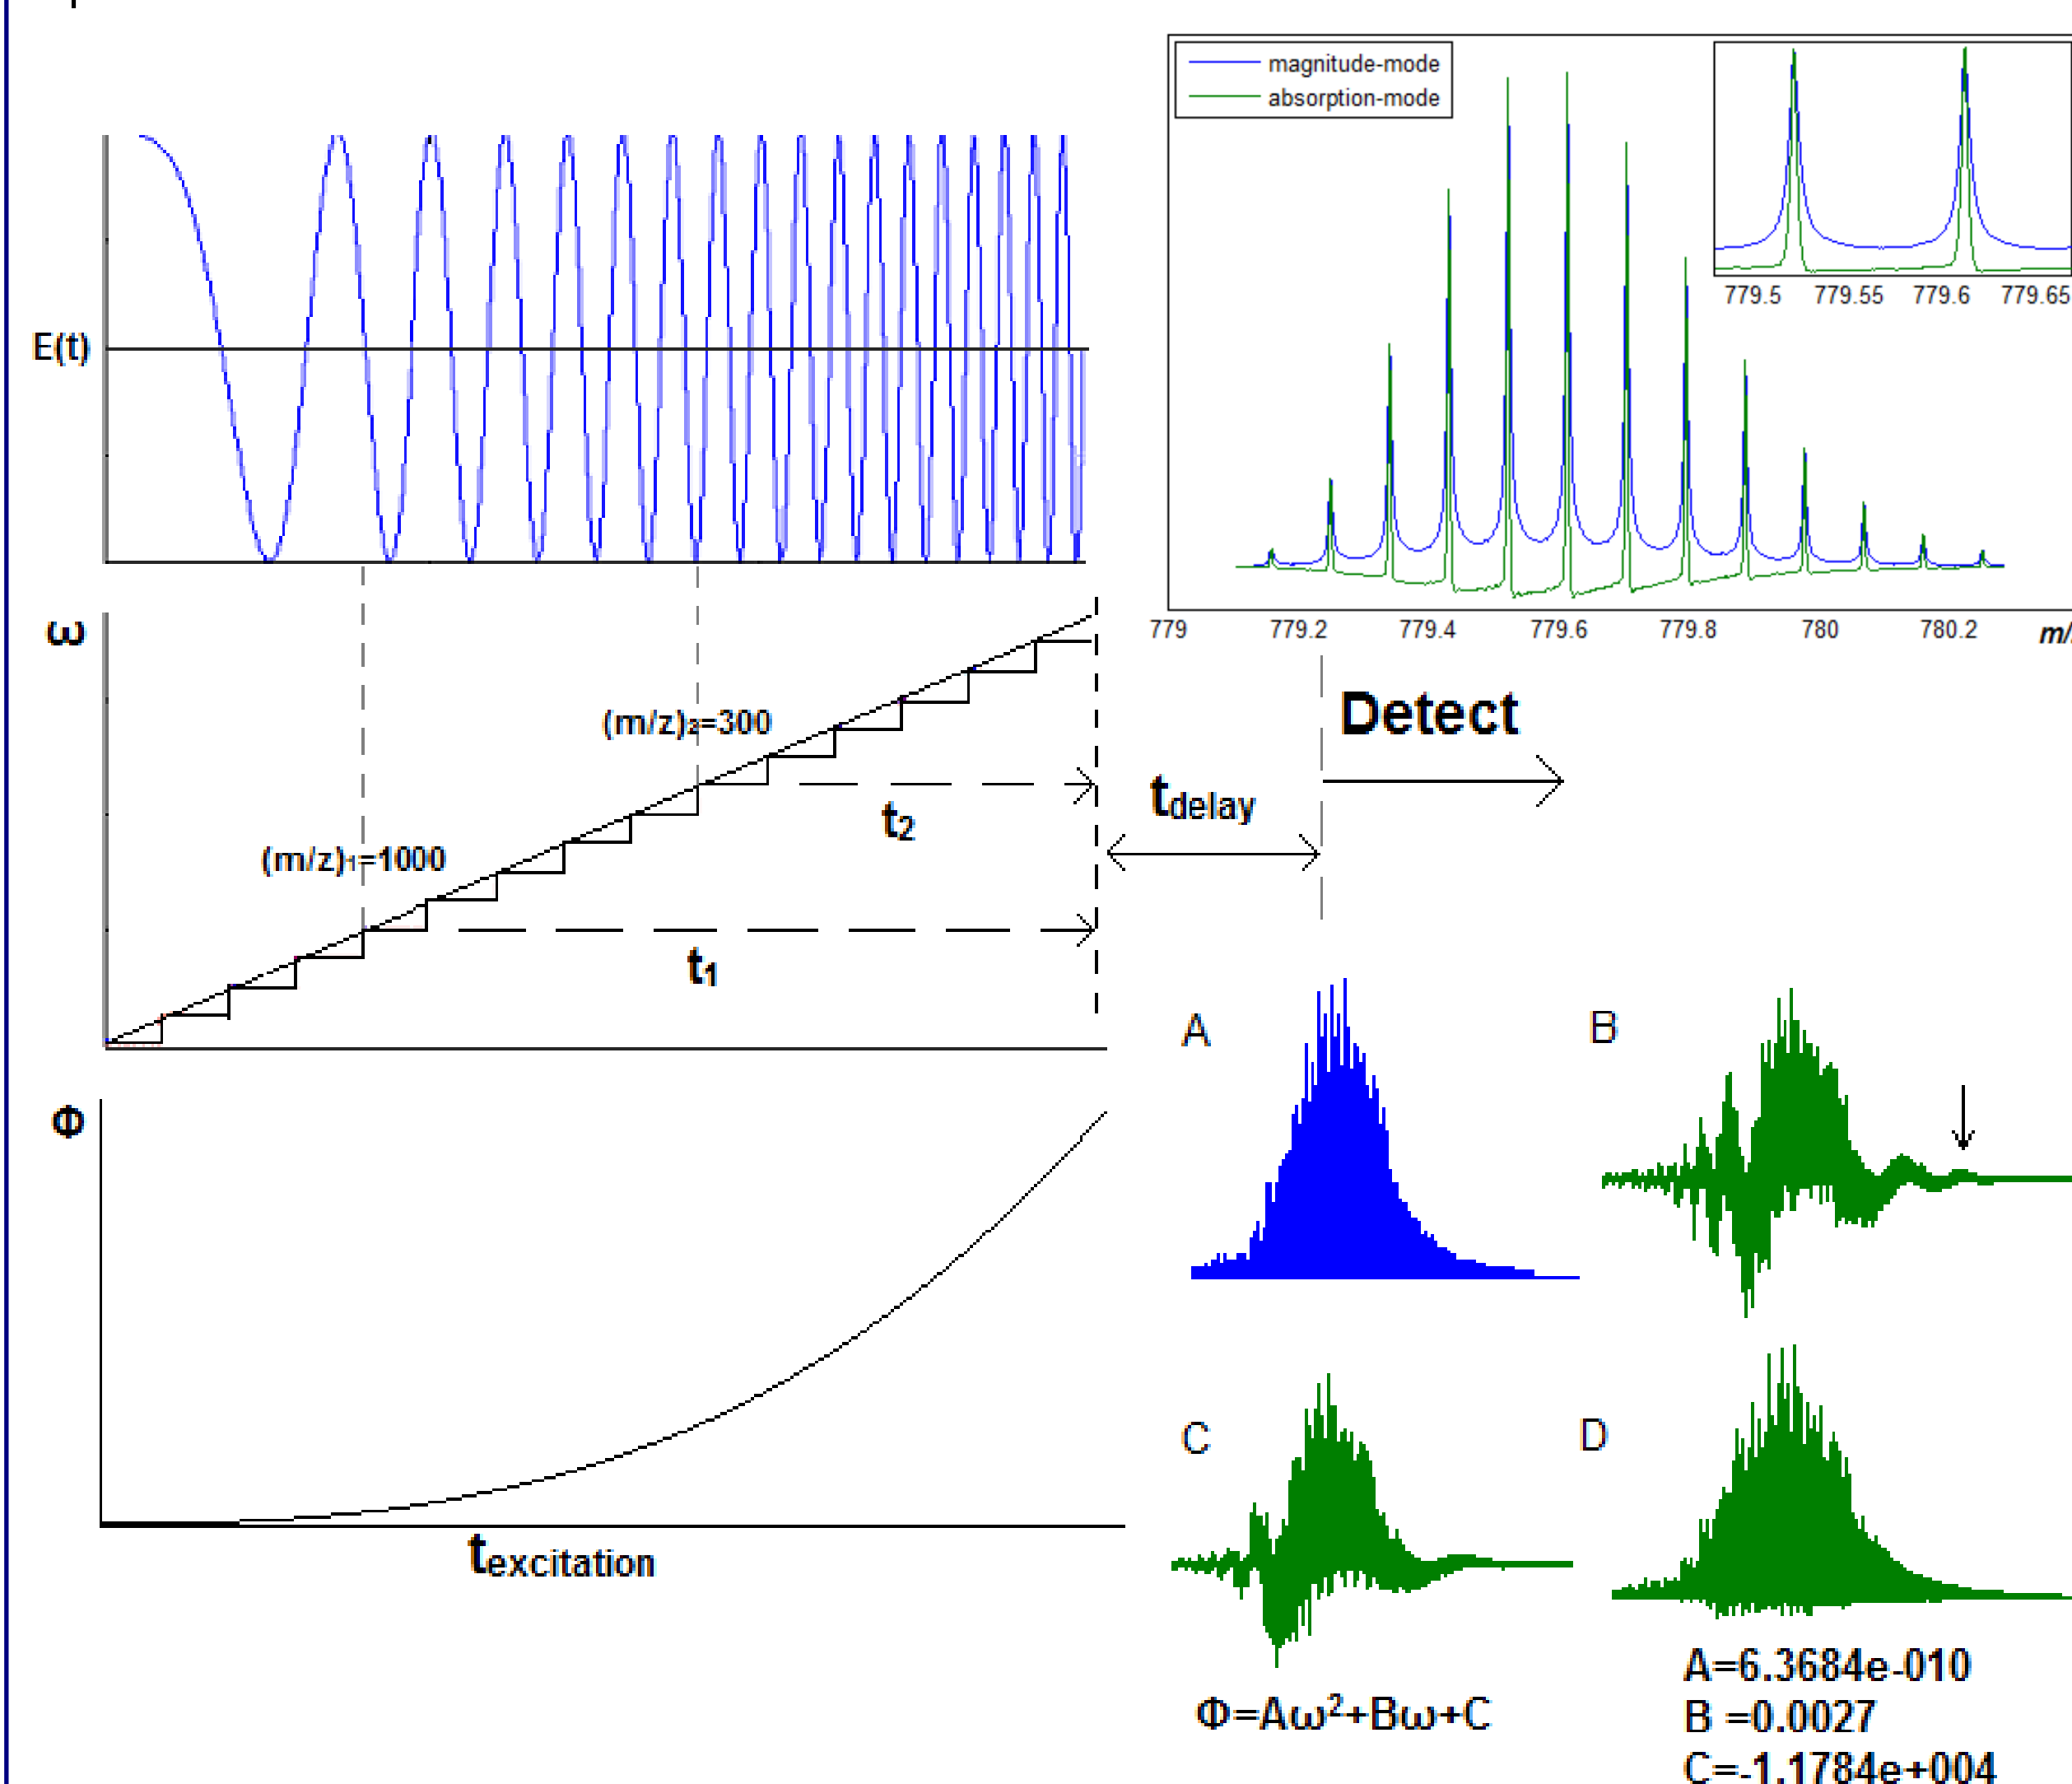 magnitude-mode
absorption-mode
779.5 779.55 779.6 779.65
E(t)
779 779.2 779.4 779.6 779.8 780 780.2
ω
(m/z)₂=300
Detect
t₂
tdelay
(m/z)₁=1000
t₁
A
B
Φ
C
D
texcitation
A=6.3684e-010
Φ=Aω²+Bω+C
B =0.0027
C=-1.1784e+004